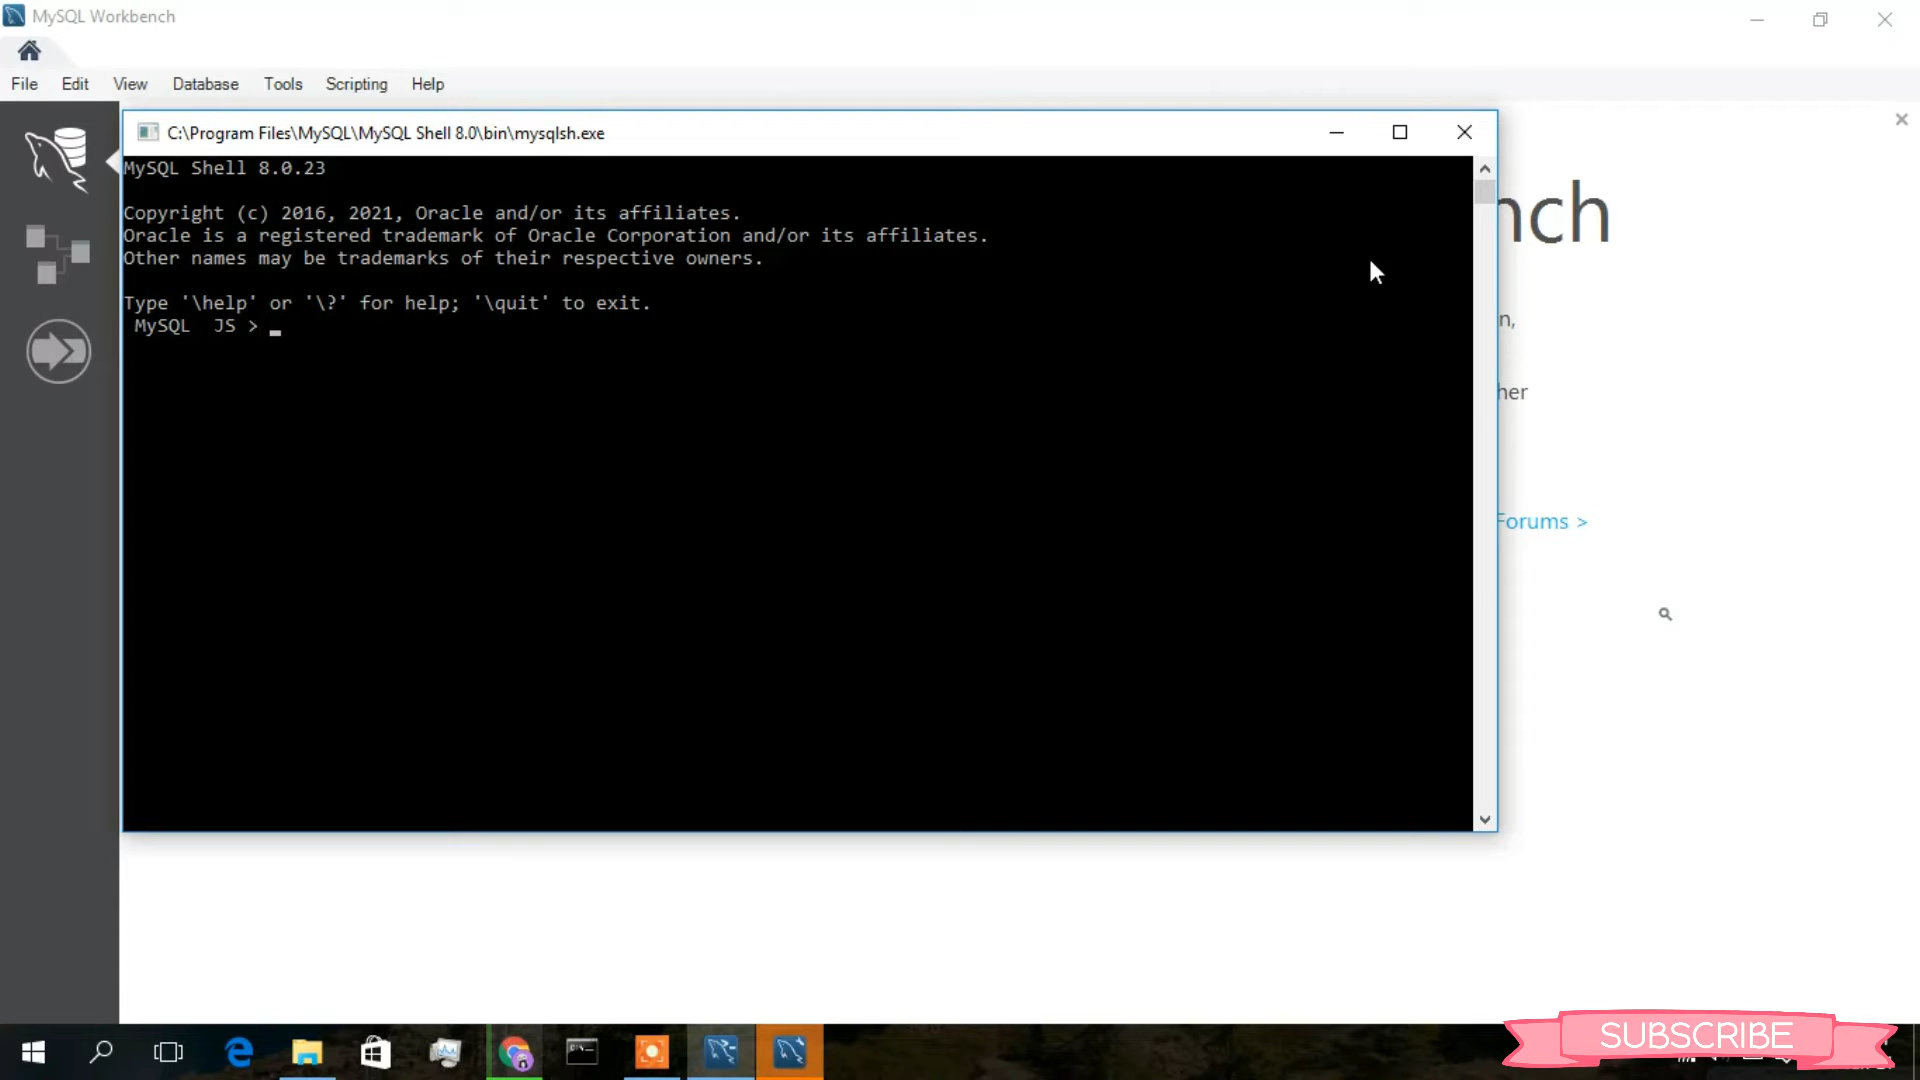 MySQL Workbench
File Edit View Database Tools Scripting Help
C:\Program Files\MySQL\MySQL Shell 8.0\bin\mysqlsh.exe
MySQL Shell 8.0.23
Copyright (c) 2016, 2021, Oracle and/or its affiliates.
Oracle is a registered trademark of Oracle Corporation and/or its affiliates.
Other names may be trademarks of their respective owners.
Type '\help' or '\?' for help; '\quit' to exit.
MySQL JS > _
nch
n,
her
Forums >
SUBSCRIBE